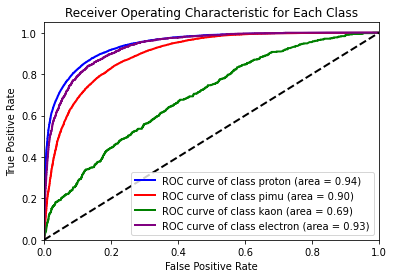 Receiver Operating Characteristic for Each Class
True Positive Rate
1.0
0.8
0.6
0.4
0.2
0.0
ROC curve of class proton (area = 0.94)
ROC curve of class pimu (area = 0.90)
ROC curve of class kaon (area = 0.69)
ROC curve of class electron (area = 0.93)
0.0 0.2 0.4 0.6 0.8 1.0
False Positive Rate